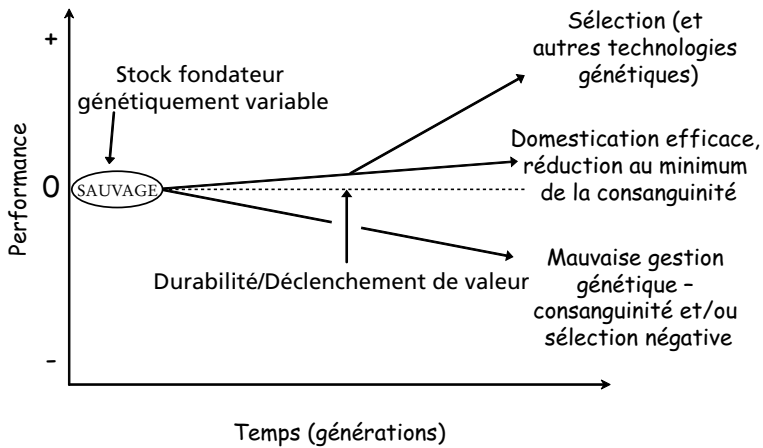 +
Performance
0
-
Stock fondateur
génétiquement variable
SAUVAGE
Sélection (et
autres technologies
génétiques)
Domestication efficace,
réduction au minimum
de la consanguinité
Durabilité/Déclenchement de valeur
Mauvaise gestion
génétique –
consanguinité et/ou
sélection négative
Temps (générations)